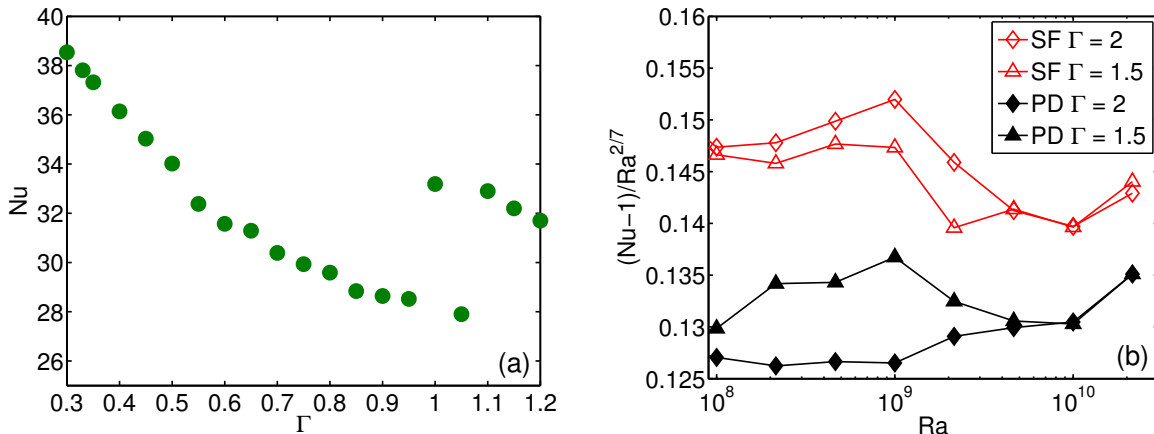 40
38
36
34
32
30
28
26
Nu
0.3 0.4 0.5 0.6 0.7 0.8 0.9 1 1.1 1.2
Γ
(a)
0.16
0.155
0.15
0.145
0.14
0.135
0.13
0.125
(Nu−1)/Ra^{2/7}
10^8 10^9 10^{10}
Ra
SF Γ = 2
SF Γ = 1.5
PD Γ = 2
PD Γ = 1.5
(b)